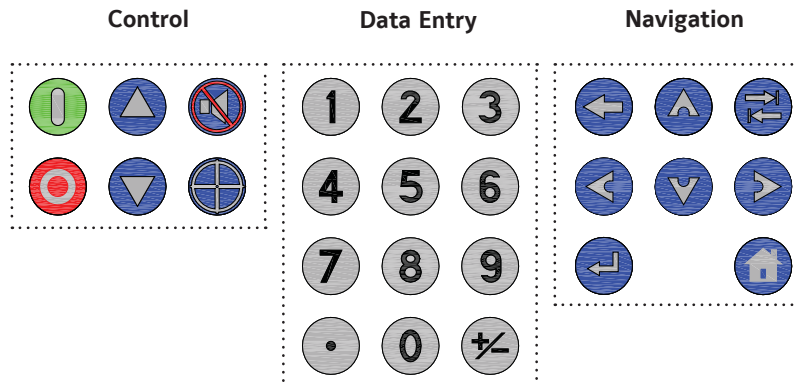 Control Data Entry Navigation
1 2 3
4 5 6
7 8 9
. 0 +/-